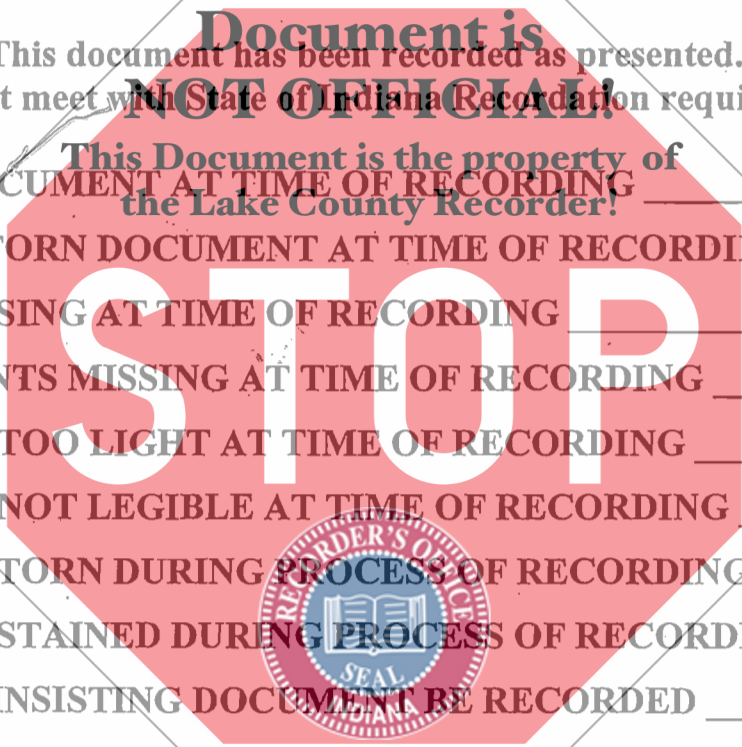 Document is
This document has been recorded as presented.
NOT OFFICIAL!
t meet with State of Indiana Recordation requi
This Document is the property of
CUMENT AT TIME OF RECORDING
the Lake County Recorder!
ORN DOCUMENT AT TIME OF RECORDI
SING AT TIME OF RECORDING
STOP
NTS MISSING AT TIME OF RECORDING
TOO LIGHT AT TIME OF RECORDING
NOT LEGIBLE AT TIME OF RECORDING
RECORDER'S OFFICE
TORN DURING PROCESS OF RECORDING
STAINED DURING PROCESS OF RECORD
SEAL
INSISTING DOCUMENT BE RECORDED
INDIANA